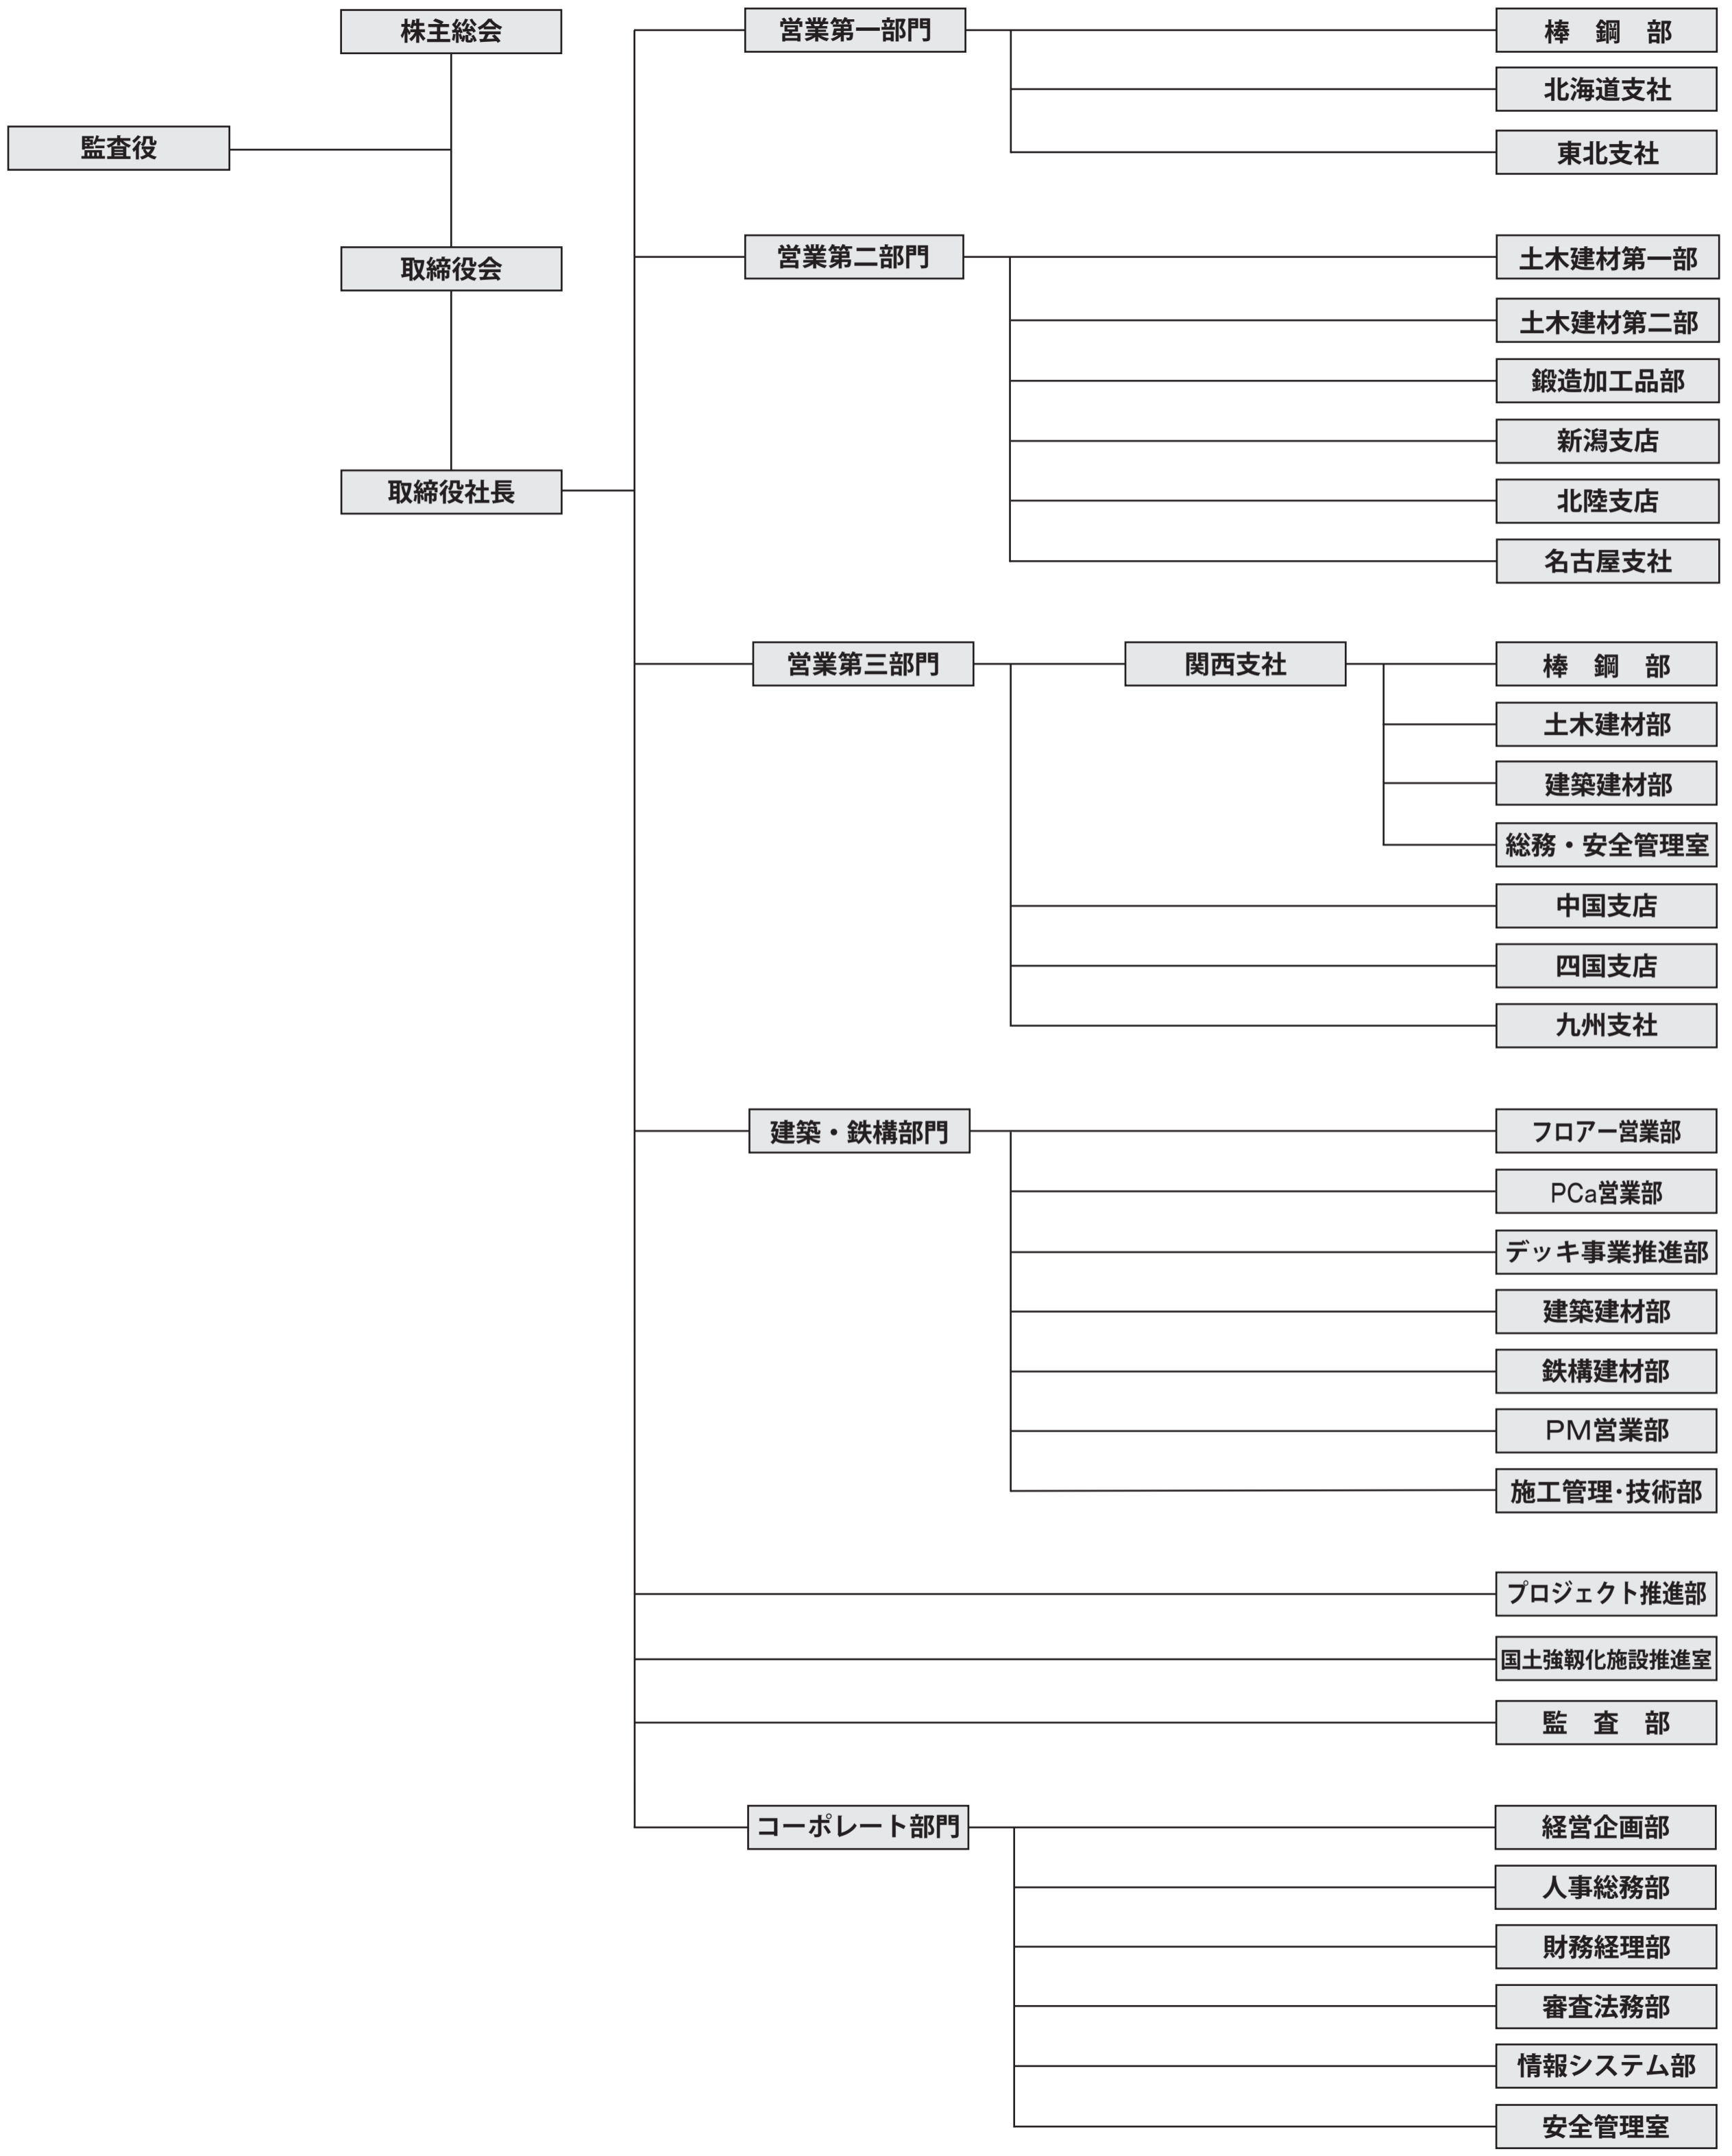 株主総会
監査役
取締役会
取締役社長
営業第一部門
棒　鋼　部
北海道支社
東北支社
営業第二部門
土木建材第一部
土木建材第二部
鍛造加工品部
新潟支店
北陸支店
名古屋支社
営業第三部門
関西支社
棒　鋼　部
土木建材部
建築建材部
総務・安全管理室
中国支店
四国支店
九州支社
建築・鉄構部門
フロアー営業部
PCa営業部
デッキ事業推進部
建築建材部
鉄構建材部
PM営業部
施工管理・技術部
プロジェクト推進部
国土強靱化施設推進室
監　査　部
コーポレート部門
経営企画部
人事総務部
財務経理部
審査法務部
情報システム部
安全管理室